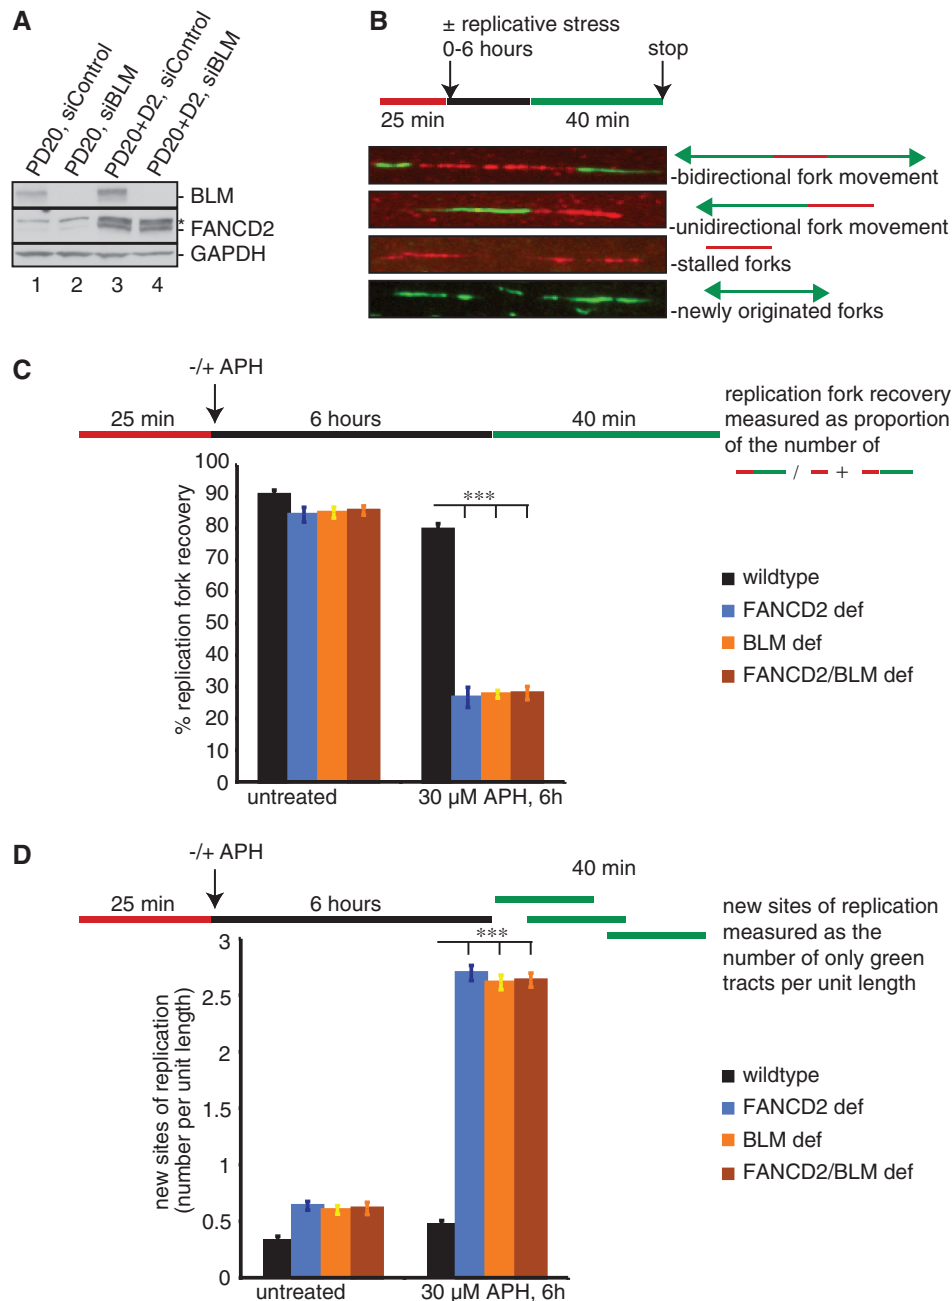 A
PD20, siControl
PD20, siBLM
PD20+D2, siControl
PD20+D2, siBLM
- BLM
*
- FANCD2
- GAPDH
1 2 3 4
B
± replicative stress
0-6 hours
stop
25 min
40 min
-bidirectional fork movement
-unidirectional fork movement
-stalled forks
-newly originated forks
C
-/+ APH
25 min
6 hours
40 min
replication fork recovery
measured as proportion
of the number of
/ +
% replication fork recovery
100
90
80
70
60
50
40
30
20
10
0
***
untreated
30 µM APH, 6h
wildtype
FANCD2 def
BLM def
FANCD2/BLM def
D
-/+ APH
25 min
6 hours
40 min
new sites of replication
measured as the
number of only green
tracts per unit length
new sites of replication
(number per unit length)
3
2.5
2
1.5
1
0.5
0
***
untreated
30 µM APH, 6h
wildtype
FANCD2 def
BLM def
FANCD2/BLM def